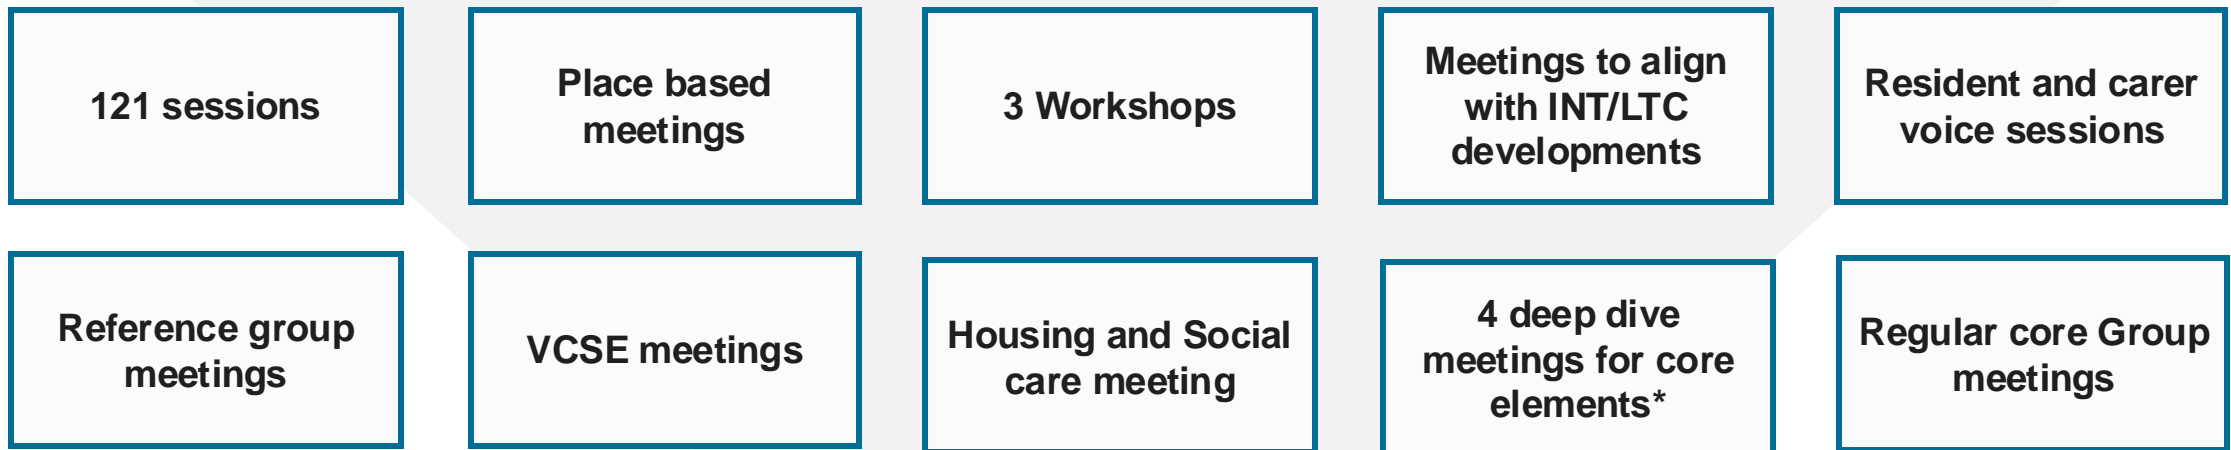 121 sessions
Place based
meetings
3 Workshops
Meetings to align
with INT/LTC
developments
Resident and carer
voice sessions
Reference group
meetings
VCSE meetings
Housing and Social
care meeting
4 deep dive
meetings for core
elements*
Regular core Group
meetings